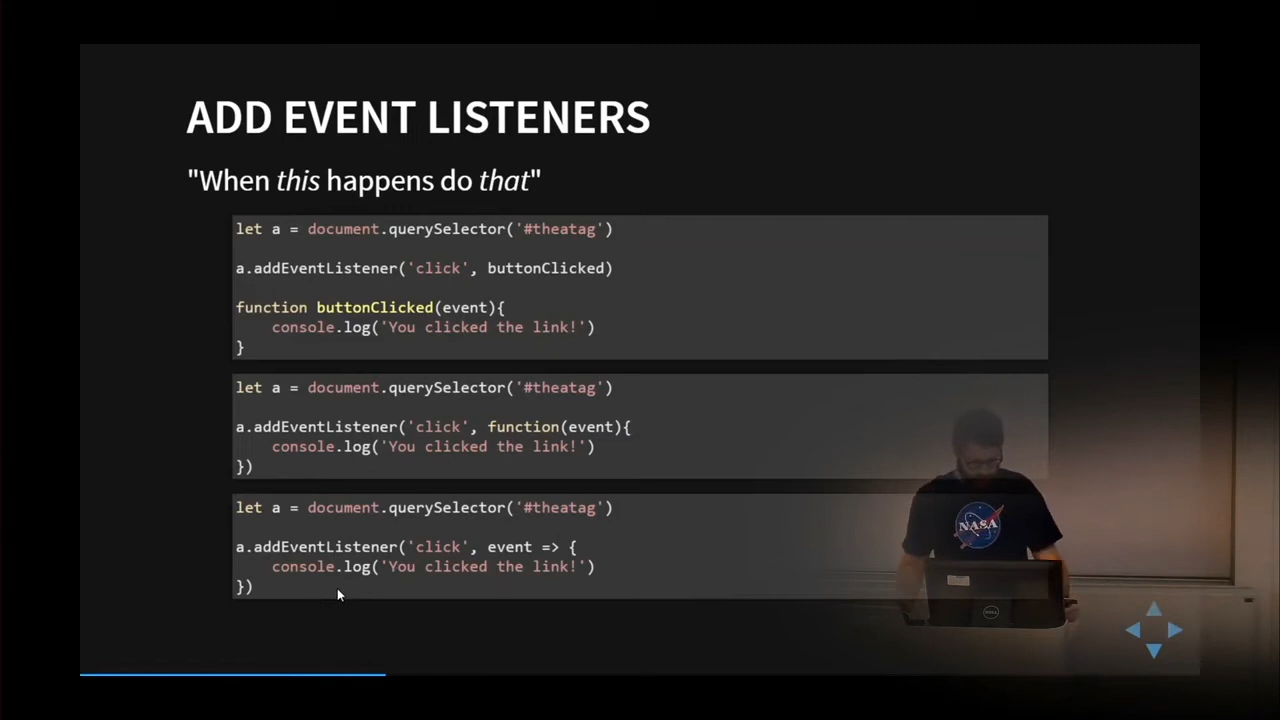 ADD EVENT LISTENERS
"When this happens do that"
let a = document.querySelector('#theatag')
a.addEventListener('click', buttonClicked)
function buttonClicked(event){
    console.log('You clicked the link!')
}
let a = document.querySelector('#theatag')
a.addEventListener('click', function(event){
    console.log('You clicked the link!')
})
let a = document.querySelector('#theatag')
a.addEventListener('click', event => {
    console.log('You clicked the link!')
})
NASA
DELL